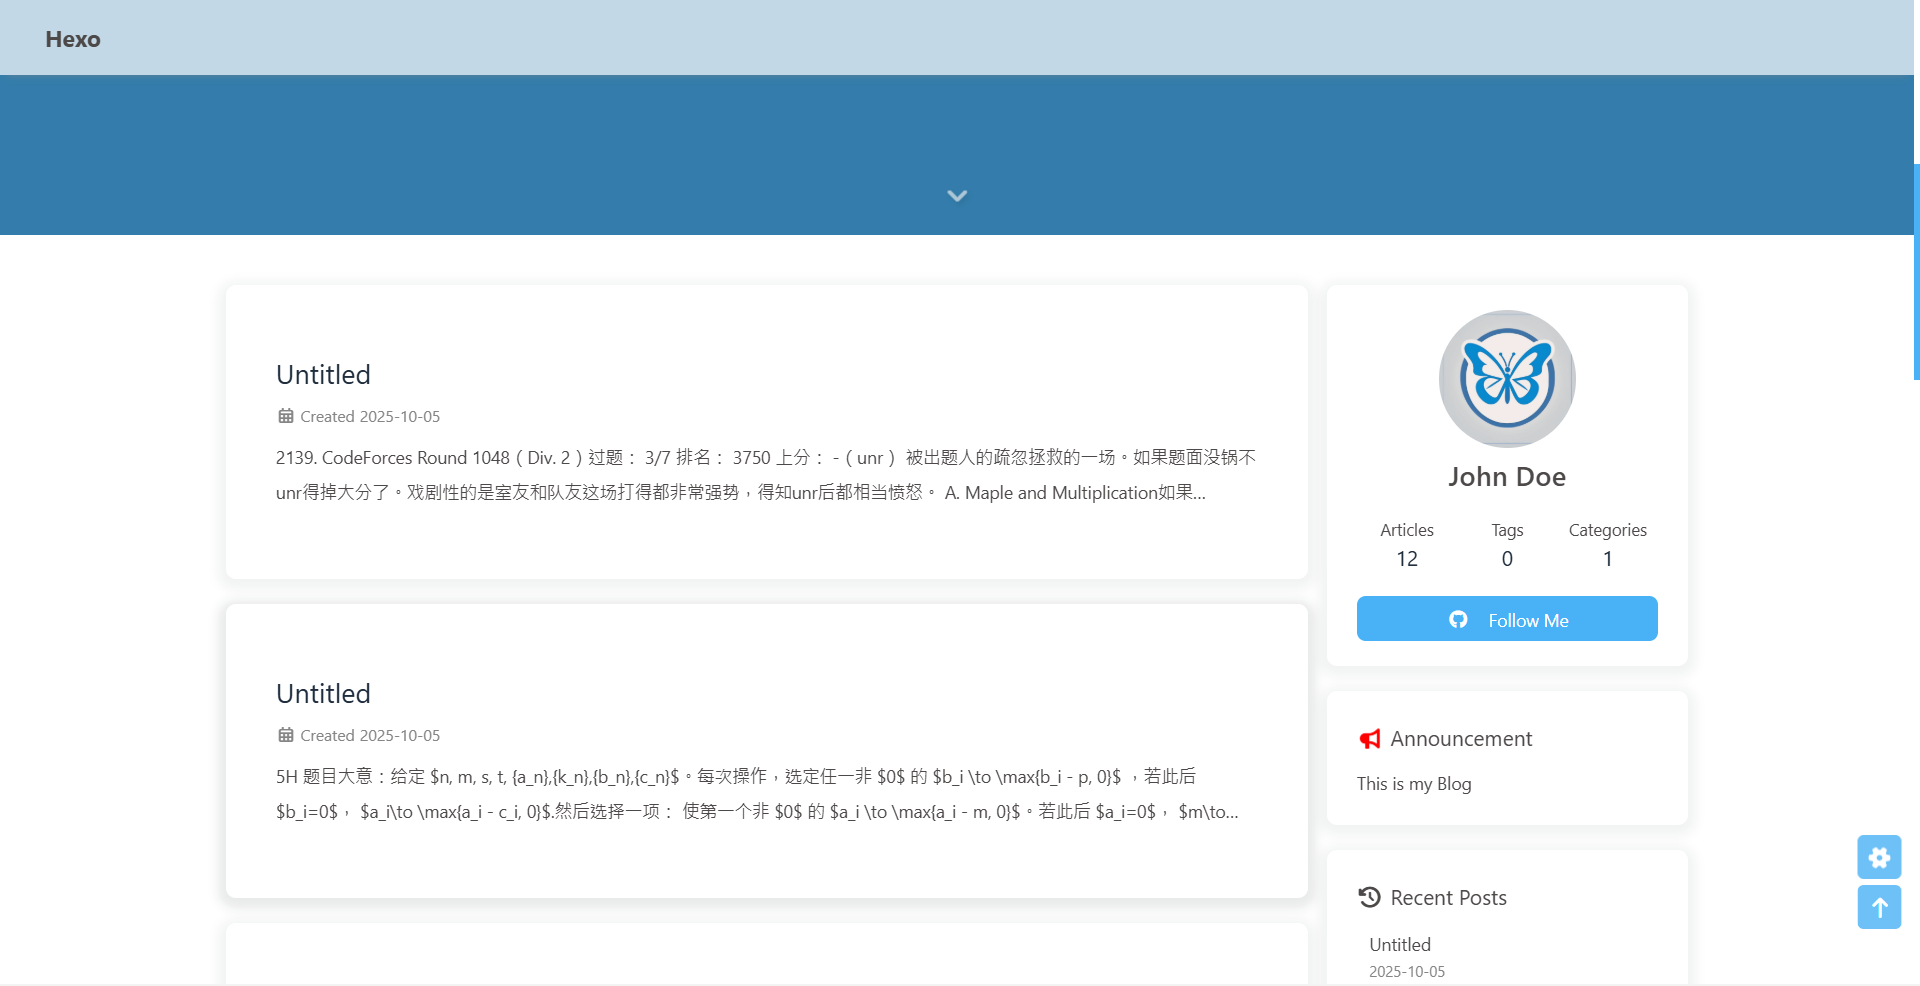 Hexo
Untitled
Created 2025-10-05
2139. CodeForces Round 1048（Div. 2）过题： 3/7 排名： 3750 上分： -（unr） 被出题人的疏忽拯救的一场。如果题面没锅不
unr得掉大分了。戏剧性的是室友和队友这场打得都非常强势，得知unr后都相当愤怒。 A. Maple and Multiplication如果...
Untitled
Created 2025-10-05
5H 题目大意：给定 $n, m, s, t, {a_n},{k_n},{b_n},{c_n}$。每次操作，选定任一非 $0$ 的 $b_i \to \max{b_i - p, 0}$ ，若此后
$b_i=0$， $a_i\to \max{a_i - c_i, 0}$.然后选择一项： 使第一个非 $0$ 的 $a_i \to \max{a_i - m, 0}$。若此后 $a_i=0$， $m\to...
John Doe
Articles Tags Categories
12 0 1
Follow Me
Announcement
This is my Blog
Recent Posts
Untitled
2025-10-05